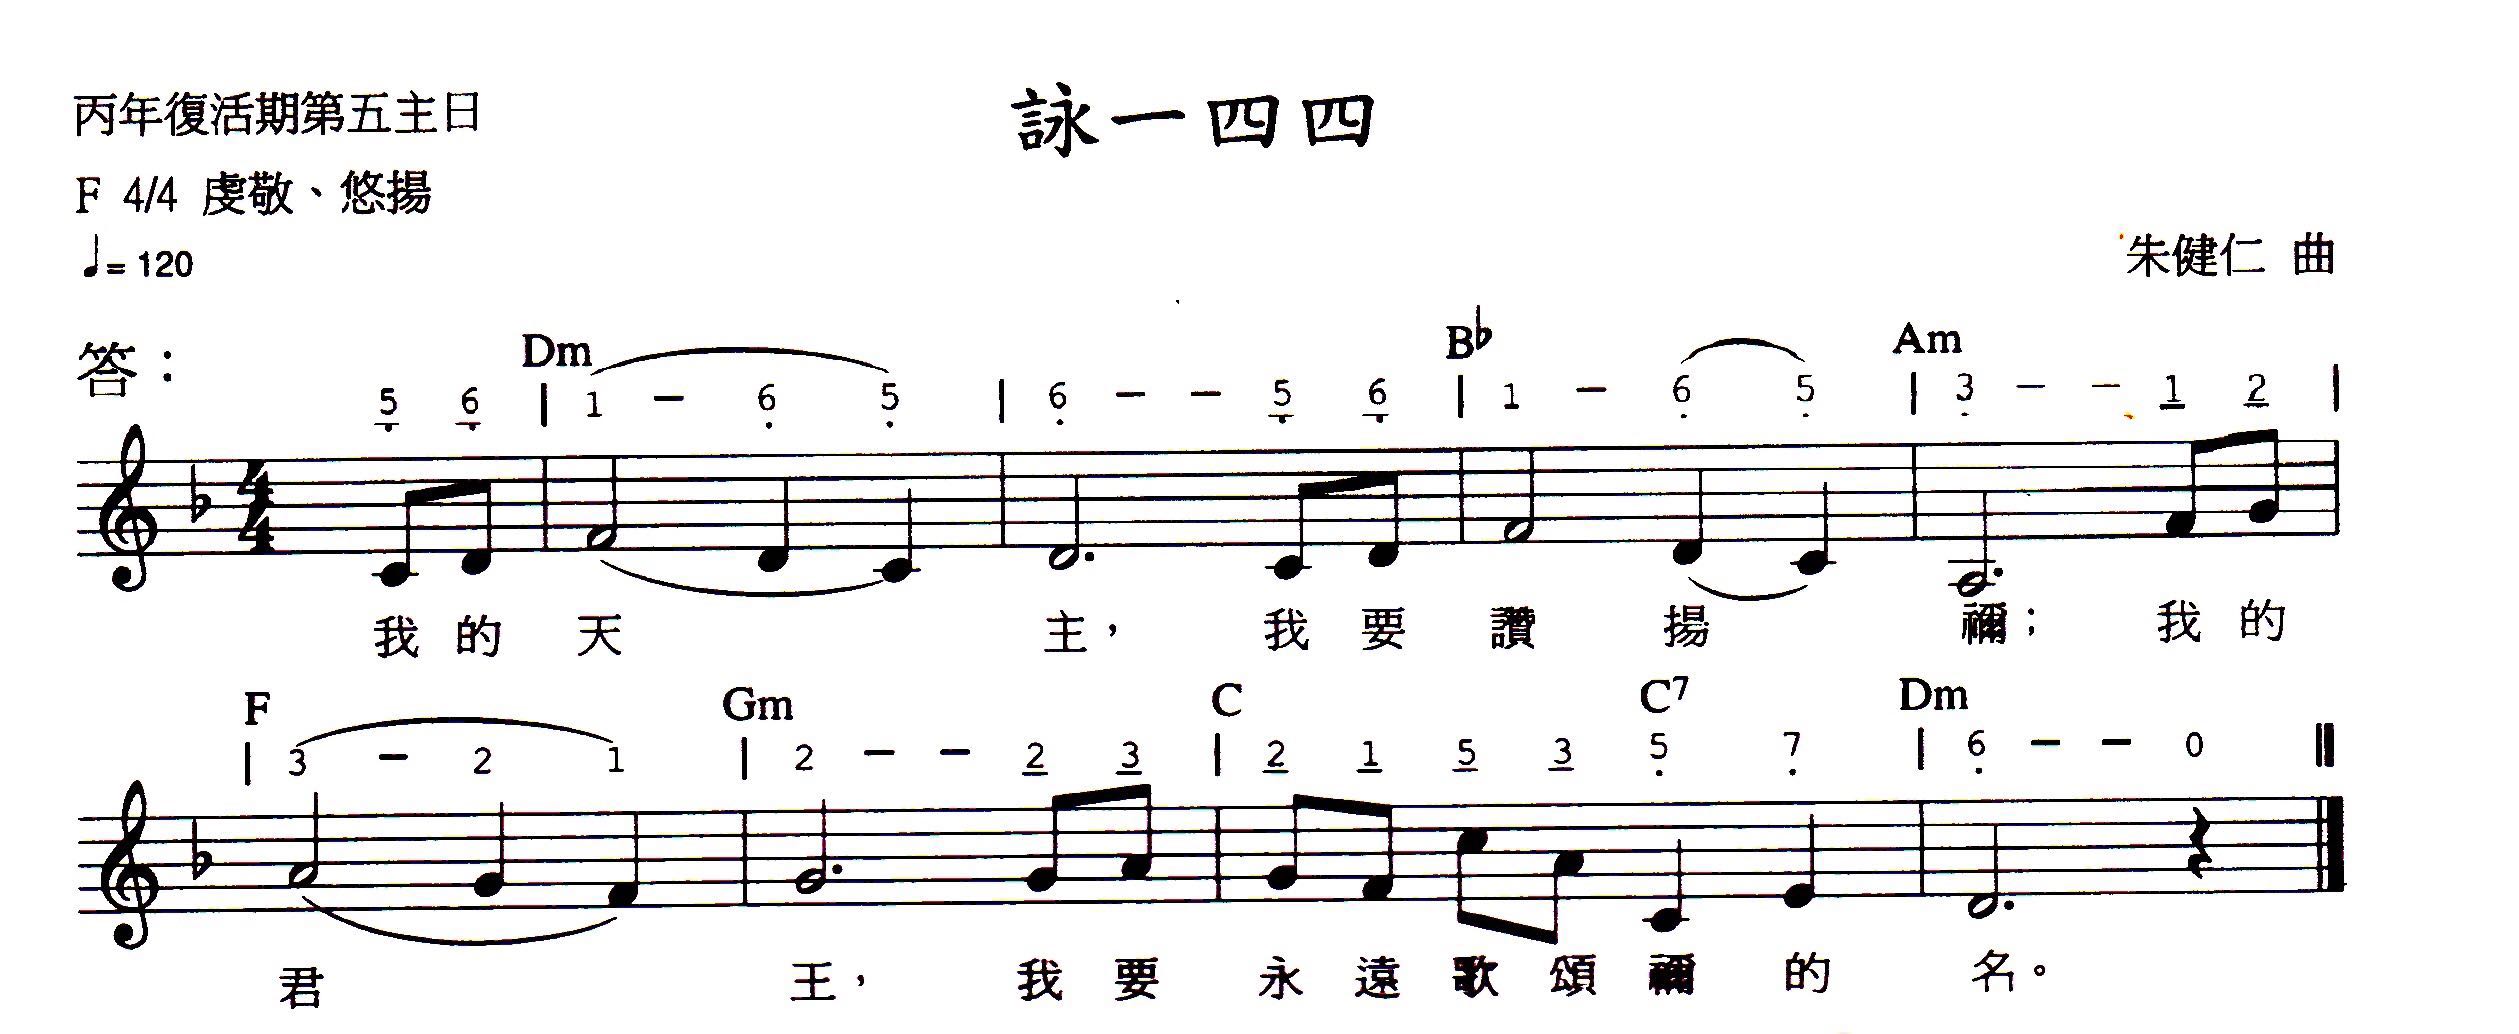 丙年復活期第五主日
詠一四四
F 4/4 虔敬、悠揚
♩= 120
朱健仁 曲
答：
Dm B♭ Am
5 6 | 1 – 6 5 | 6 – – 5 6 | 1 – 6 5 | 3 – – 1 2 |
4/4
我的天主，我要讚揚禰；我的
F Gm C C7 Dm
| 3 – 2 1 | 2 – – 2 3 | 2 1 5 3 5 7 | 6 – – 0 ‖
君王，我要永遠歌頌禰的名。